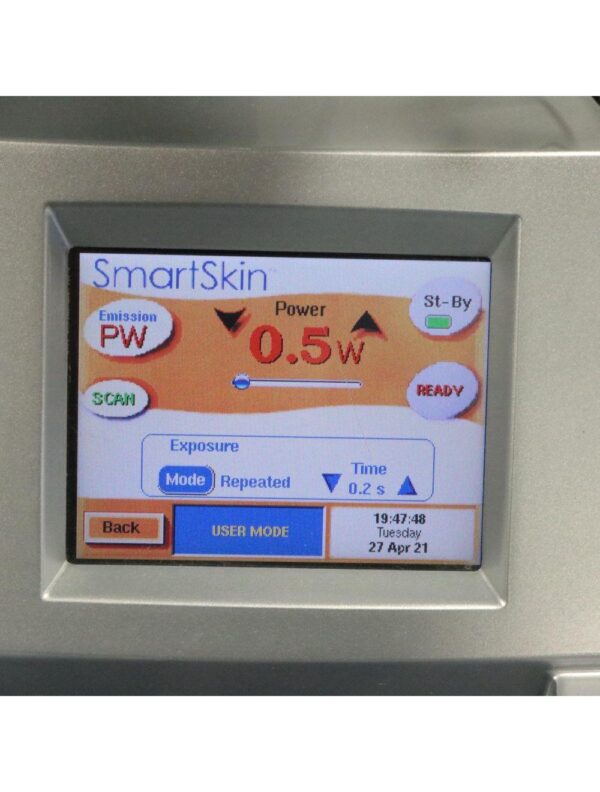 SmartSkin
Emission
PW
Power
0.5W
St-By
SCAN
READY
Exposure
Mode
Repeated
Time
0.2 s
Back
USER MODE
19:47:48
Tuesday
27 Apr 21